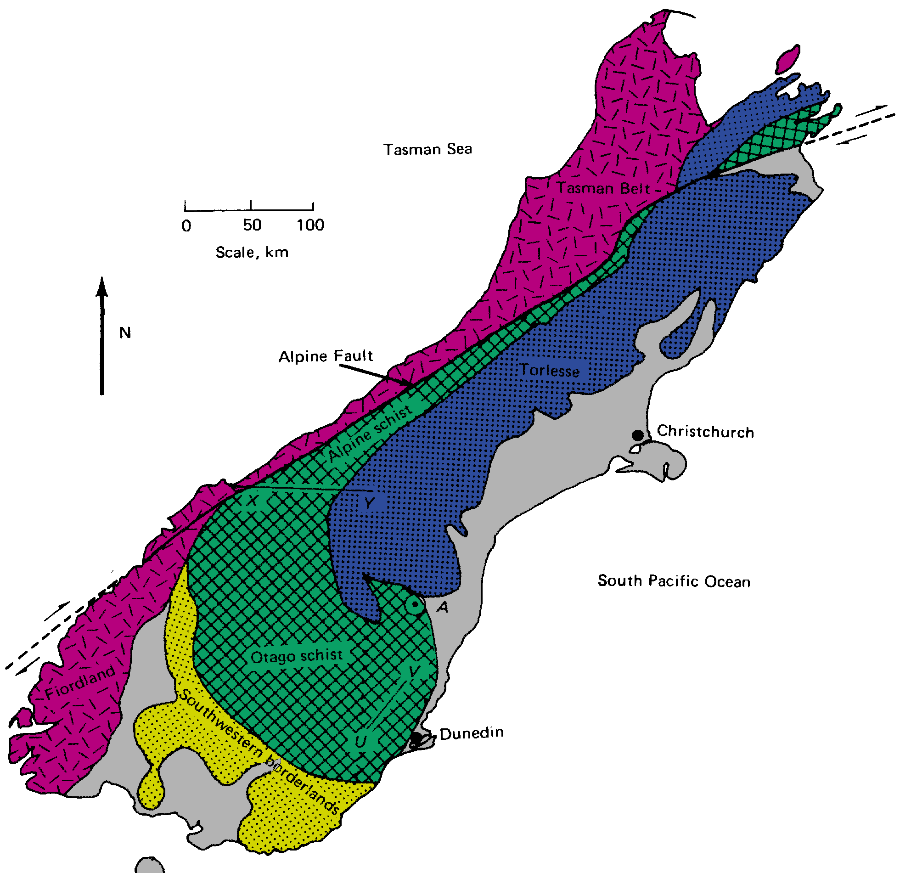 Tasman Sea
Tasman Belt
0 50 100
Scale, km
N
Alpine Fault
Torlesse
Alpine schist
Christchurch
X
Y
South Pacific Ocean
A
Otago schist
Fiordland
V
Southwestern borderlands
U
Dunedin